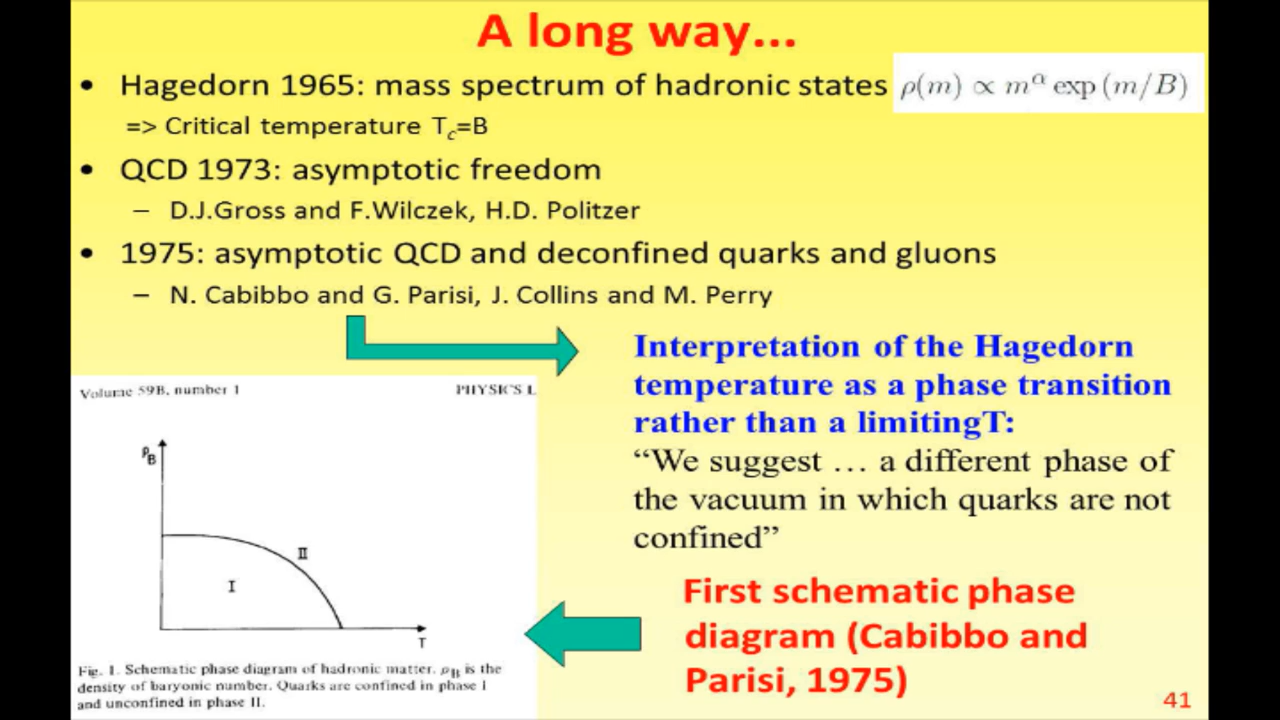 A long way...
• Hagedorn 1965: mass spectrum of hadronic states ρ(m) ∝ m^α exp (m/B)
=> Critical temperature T_c=B
• QCD 1973: asymptotic freedom
– D.J.Gross and F.Wilczek, H.D. Politzer
• 1975: asymptotic QCD and deconfined quarks and gluons
– N. Cabibbo and G. Parisi, J. Collins and M. Perry
Interpretation of the Hagedorn
temperature as a phase transition
rather than a limitingT:
“We suggest … a different phase of
the vacuum in which quarks are not
confined”
Volume 59B, number 1 PHYSICS L
ρ_B
II
I
T
Fig. 1. Schematic phase diagram of hadronic matter. ρ_B is the
density of baryonic number. Quarks are confined in phase I
and unconfined in phase II.
First schematic phase
diagram (Cabibbo and
Parisi, 1975)
41